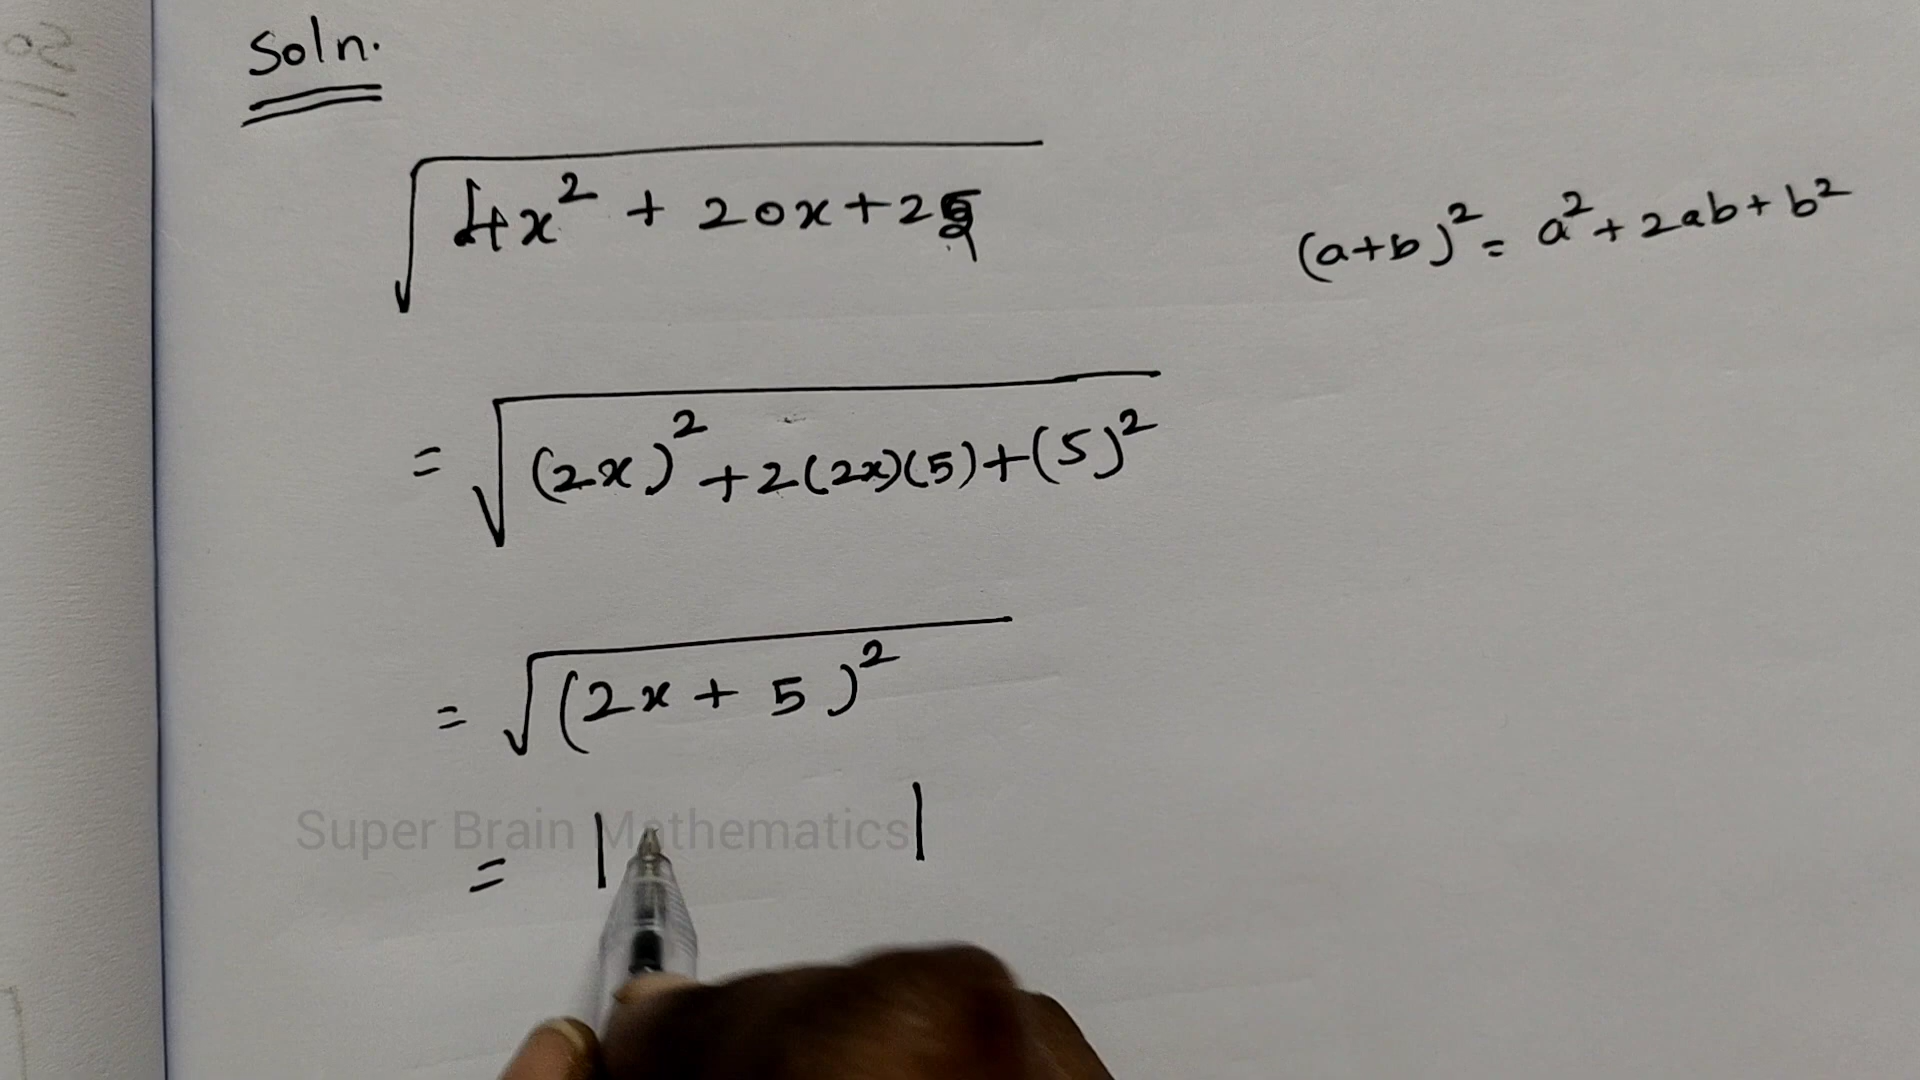 Soln.
√(4x² + 20x + 25)
(a+b)² = a² + 2ab + b²
= √((2x)² + 2(2x)(5) + (5)²)
= √((2x + 5)²)
Super Brain Mathematics
= | |